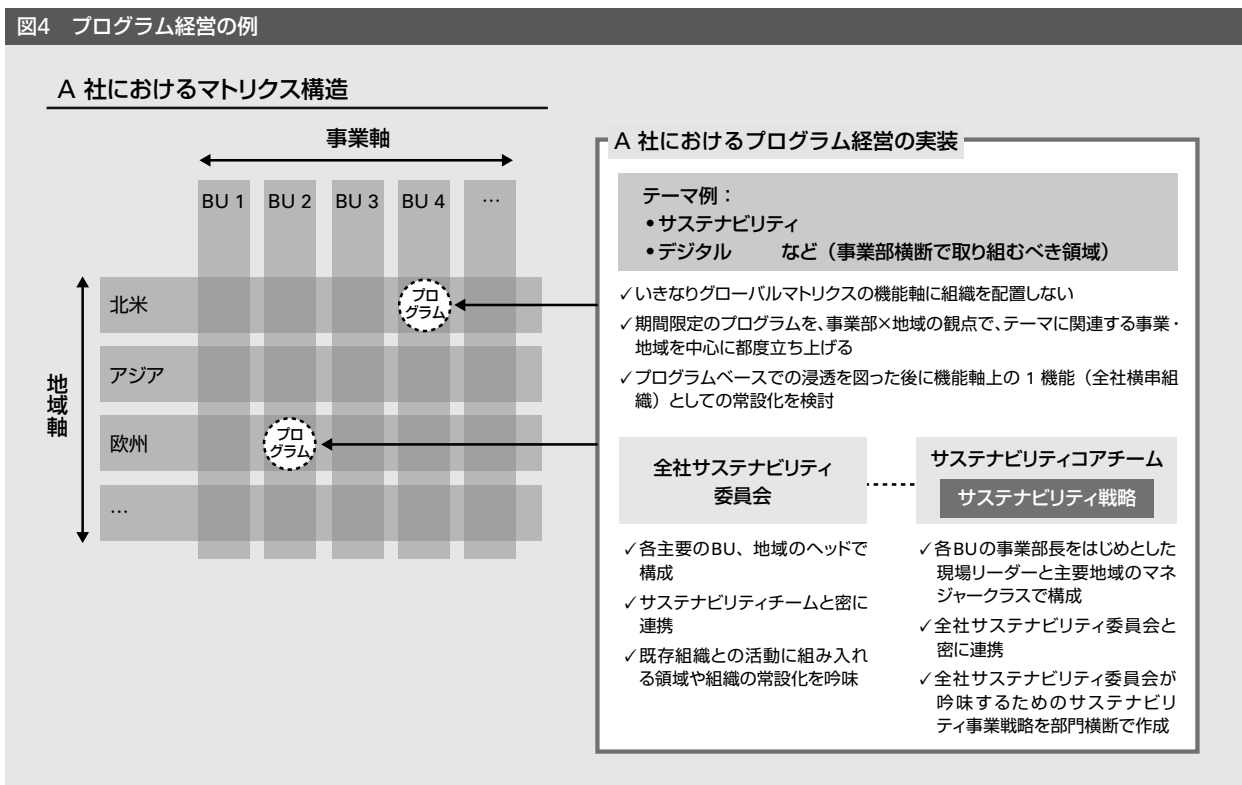 図4　プログラム経営の例
A 社におけるマトリクス構造
事業軸
BU 1
BU 2
BU 3
BU 4
…
地域軸
北米
アジア
欧州
…
プロ
グラム
プロ
グラム
A 社におけるプログラム経営の実装
テーマ例：
•サステナビリティ
•デジタル　　など（事業部横断で取り組むべき領域）
✓いきなりグローバルマトリクスの機能軸に組織を配置しない
✓期間限定のプログラムを、事業部×地域の観点で、テーマに関連する事業・
地域を中心に都度立ち上げる
✓プログラムベースでの浸透を図った後に機能軸上の 1 機能（全社横串組
織）としての常設化を検討
全社サステナビリティ
委員会
✓各主要のBU、地域のヘッドで
構成
✓サステナビリティチームと密に
連携
✓既存組織との活動に組み入れ
る領域や組織の常設化を吟味
サステナビリティコアチーム
サステナビリティ戦略
✓各BUの事業部長をはじめとした
現場リーダーと主要地域のマネ
ジャークラスで構成
✓全社サステナビリティ委員会と
密に連携
✓全社サステナビリティ委員会が
吟味するためのサステナビリ
ティ事業戦略を部門横断で作成